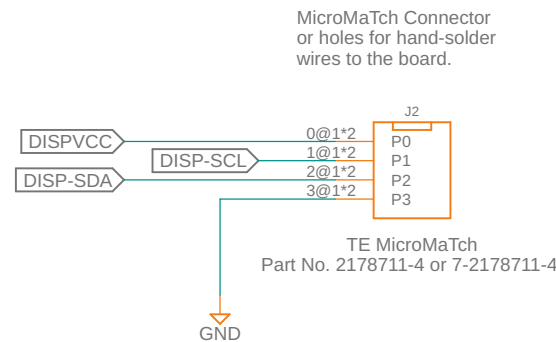 MicroMaTch Connector
or holes for hand-solder
wires to the board.
J2
DISPVCC
0@1*2
P0
DISP-SCL
1@1*2
P1
DISP-SDA
2@1*2
P2
3@1*2
P3
TE MicroMaTch
Part No. 2178711-4 or 7-2178711-4
GND